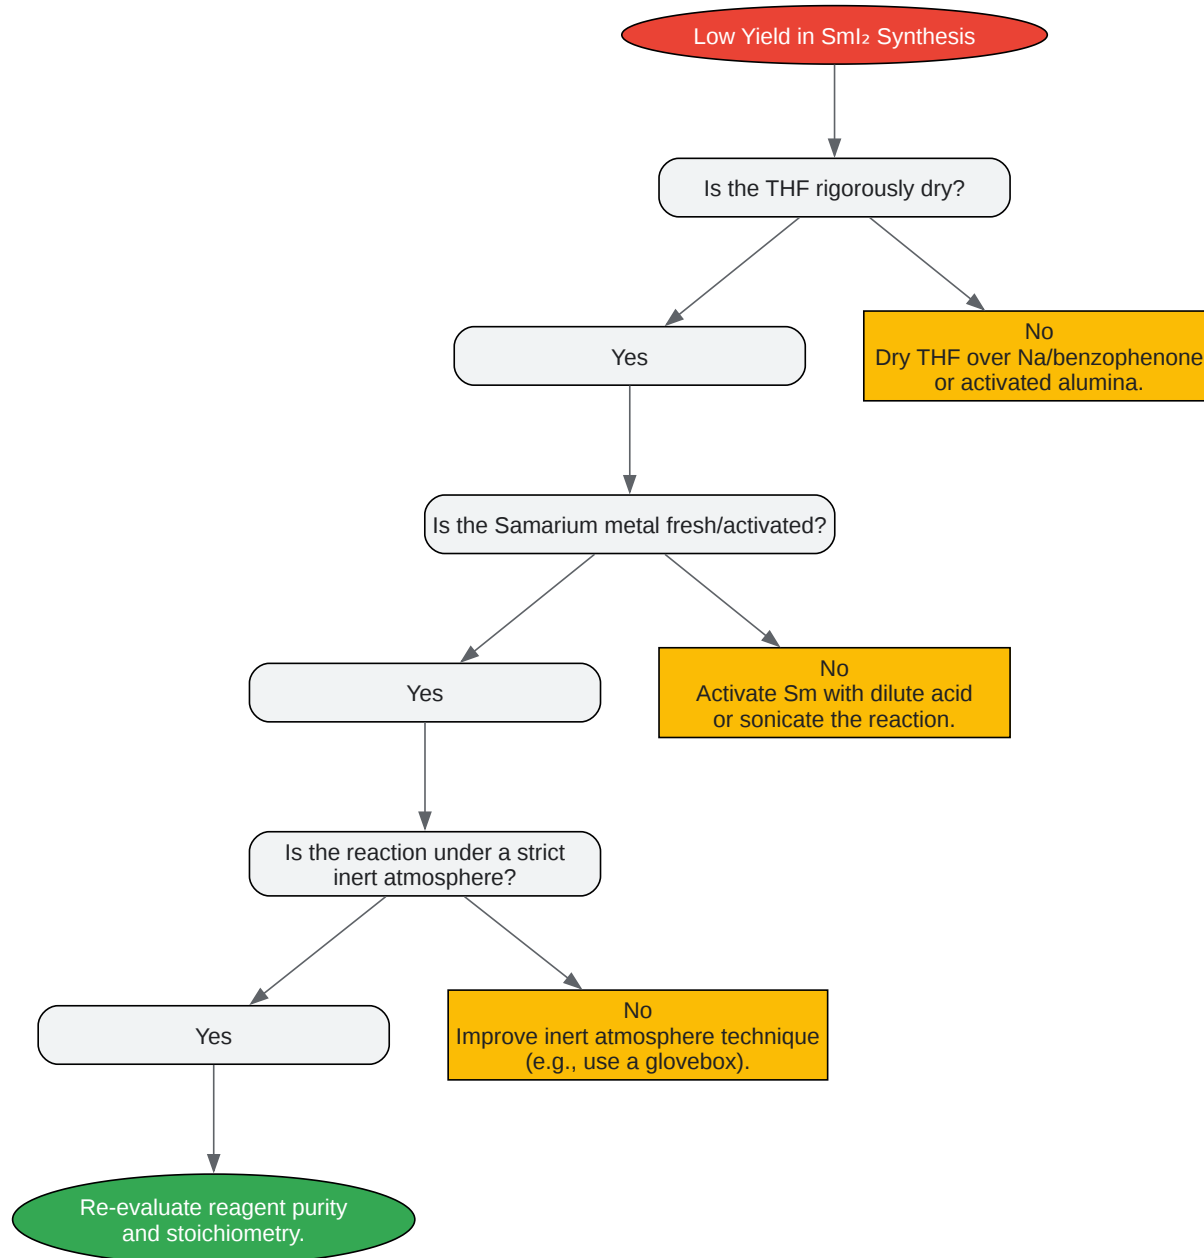 Low Yield in SmI₂ Synthesis
Is the THF rigorously dry?
Yes
No
Dry THF over Na/benzophenone
or activated alumina.
Is the Samarium metal fresh/activated?
Yes
No
Activate Sm with dilute acid
or sonicate the reaction.
Is the reaction under a strict
inert atmosphere?
Yes
No
Improve inert atmosphere technique
(e.g., use a glovebox).
Re-evaluate reagent purity
and stoichiometry.